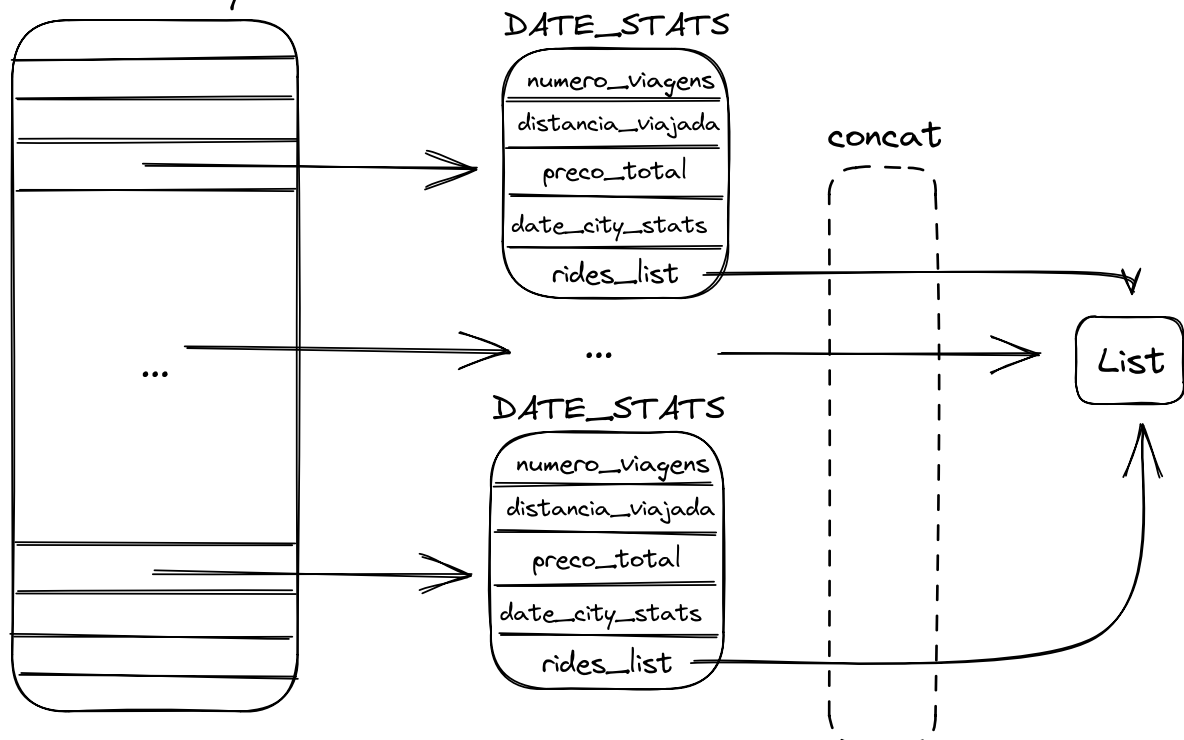 DATE_STATS
numero_viagens
distancia_viajada
preco_total
date_city_stats
rides_list
concat
...
...
List
DATE_STATS
numero_viagens
distancia_viajada
preco_total
date_city_stats
rides_list